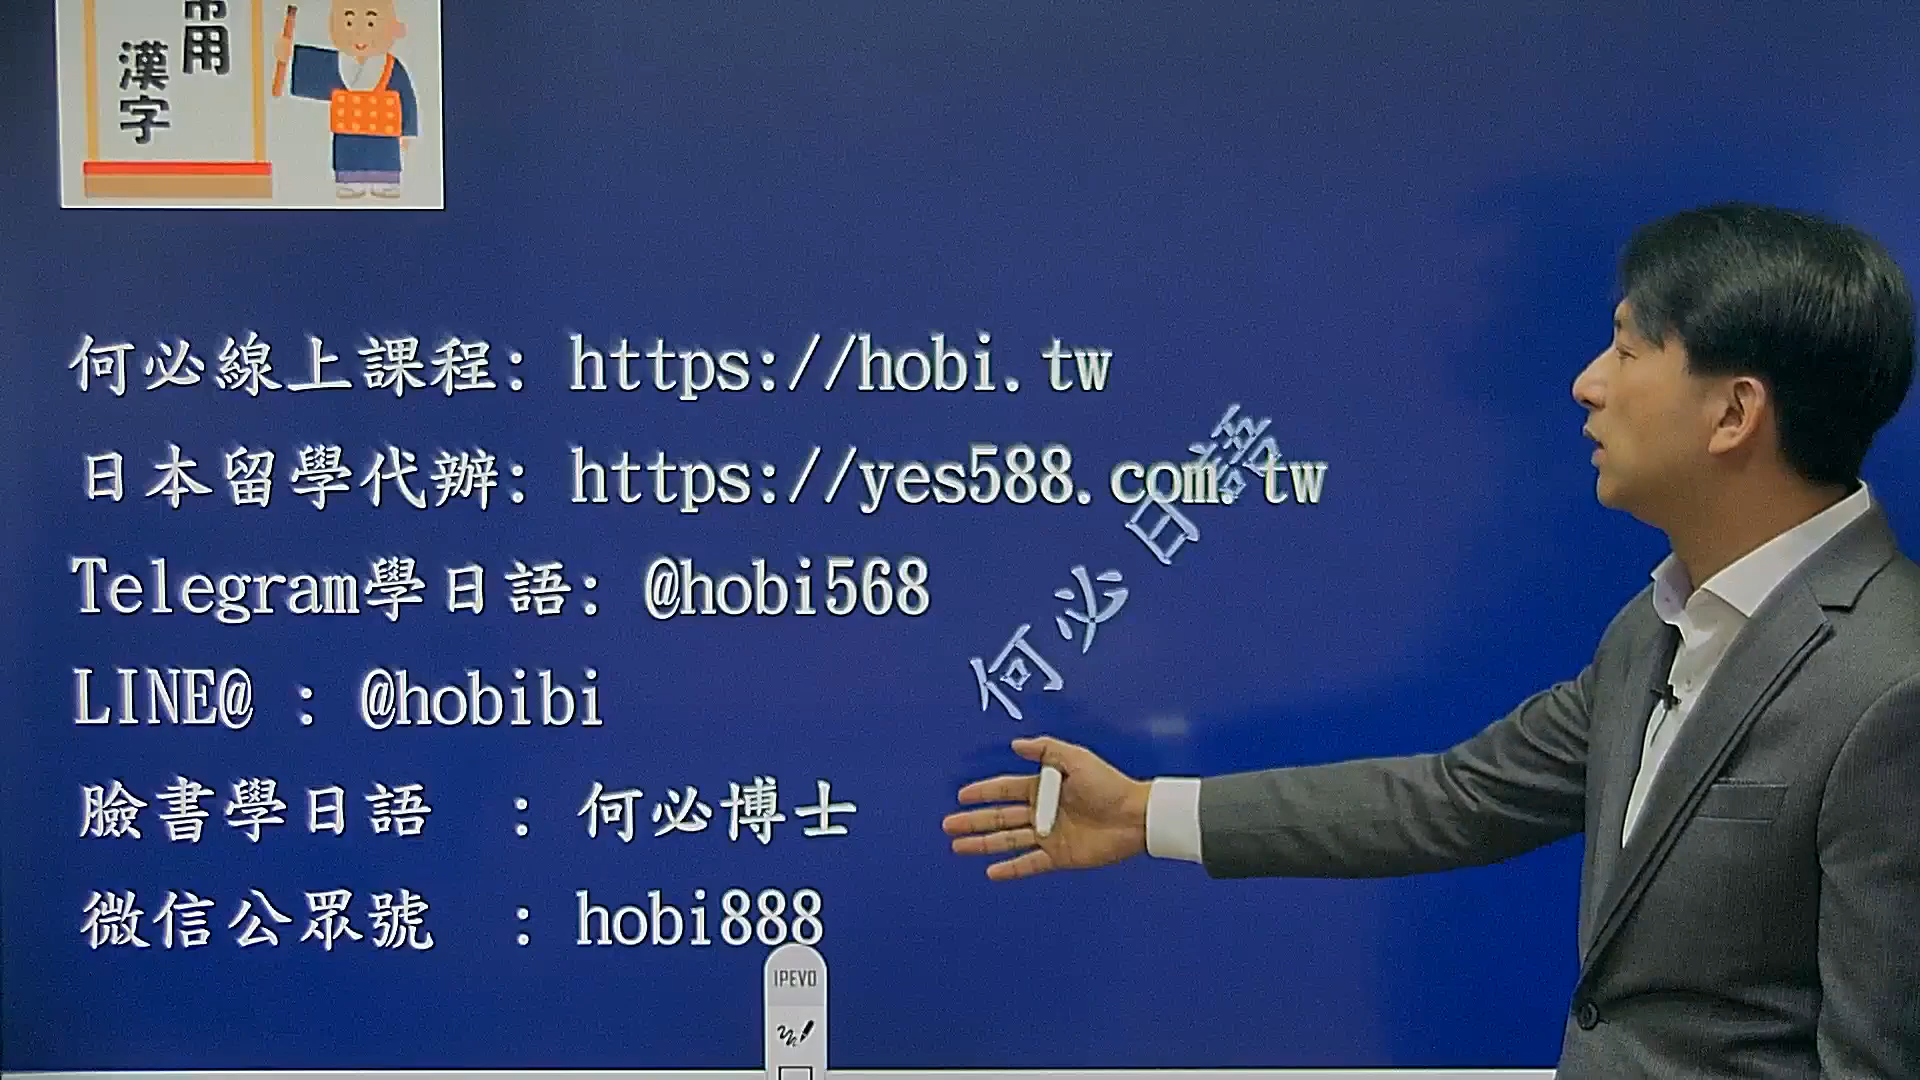 常用
漢字
何必線上課程: https://hobi.tw
日本留學代辦: https://yes588.com.tw
Telegram學日語: @hobi568
LINE@ : @hobibi
臉書學日語 : 何必博士
微信公眾號 : hobi888
何必日語
IPEVO